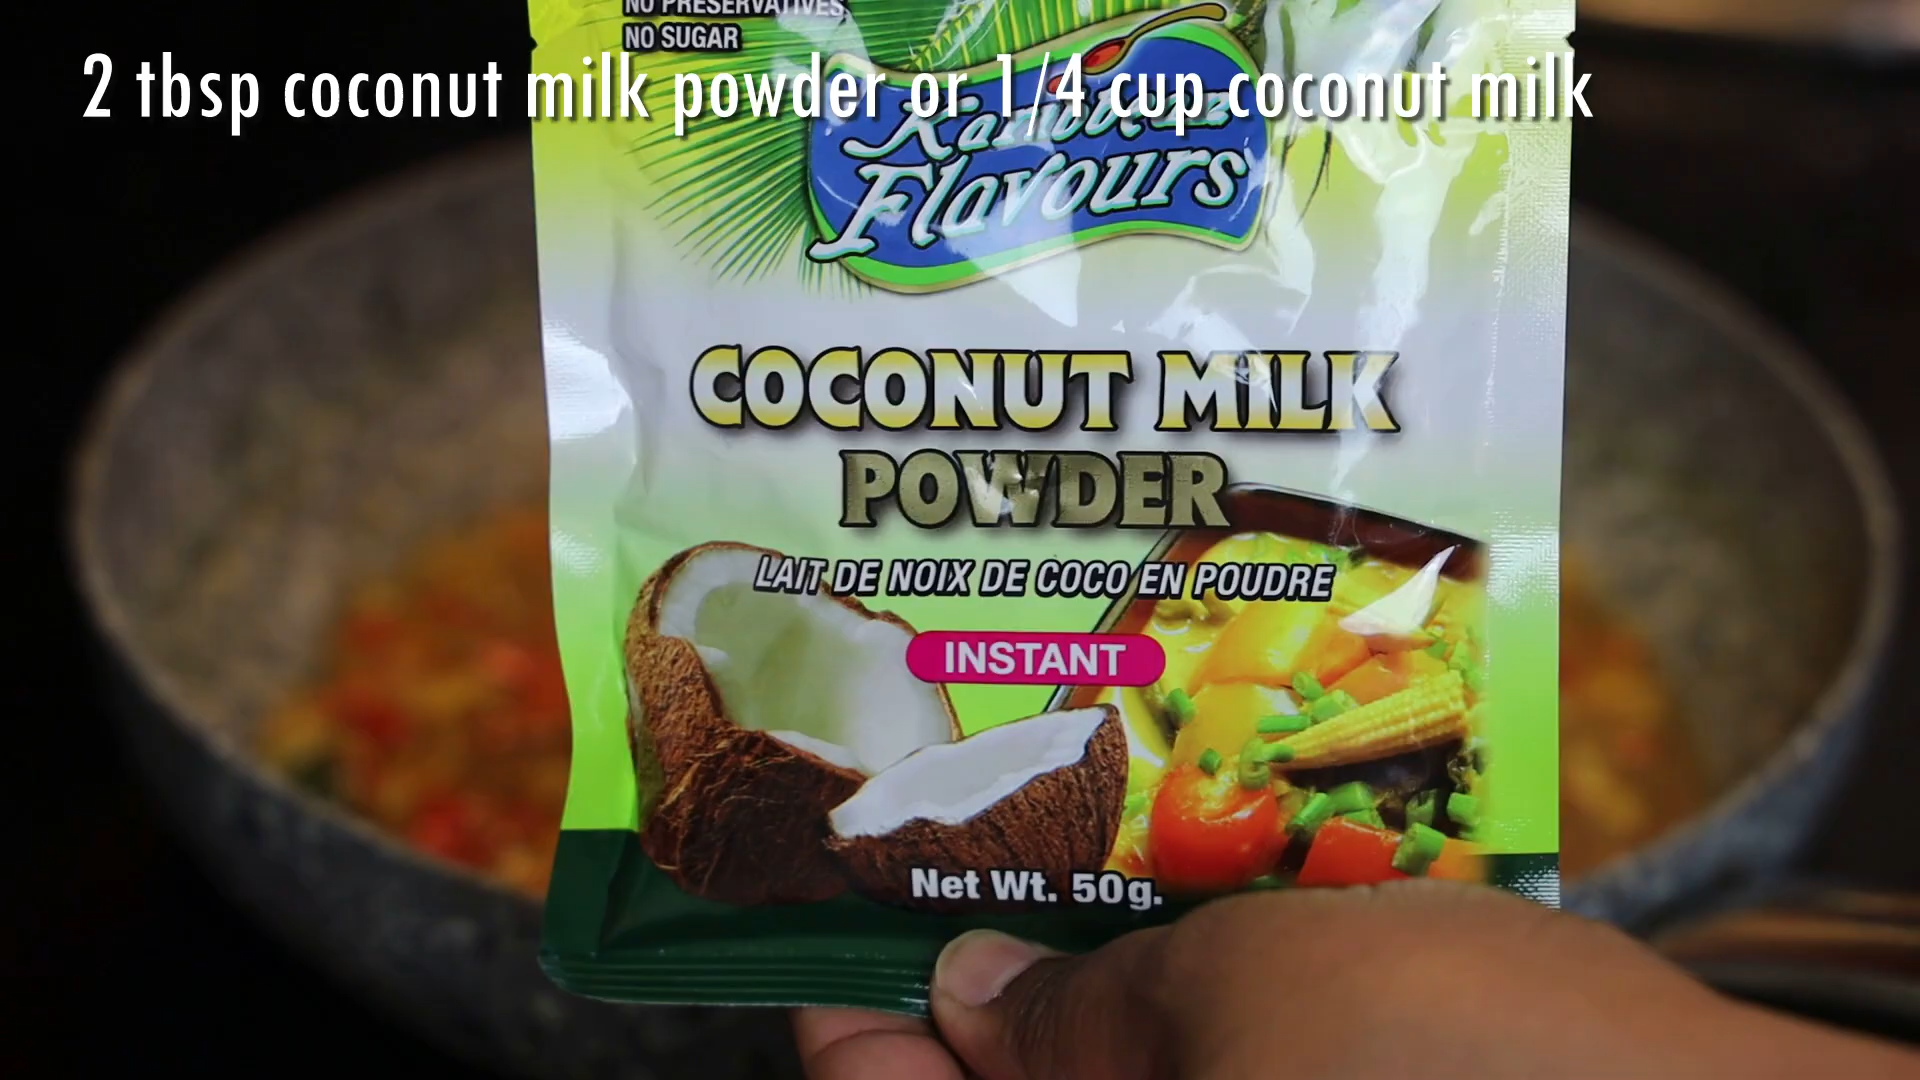 NO PRESERVATIVES
NO SUGAR
2 tbsp coconut milk powder or 1/4 cup coconut milk
Karibbean
Flavours
COCONUT MILK
POWDER
LAIT DE NOIX DE COCO EN POUDRE
INSTANT
Net Wt. 50g.